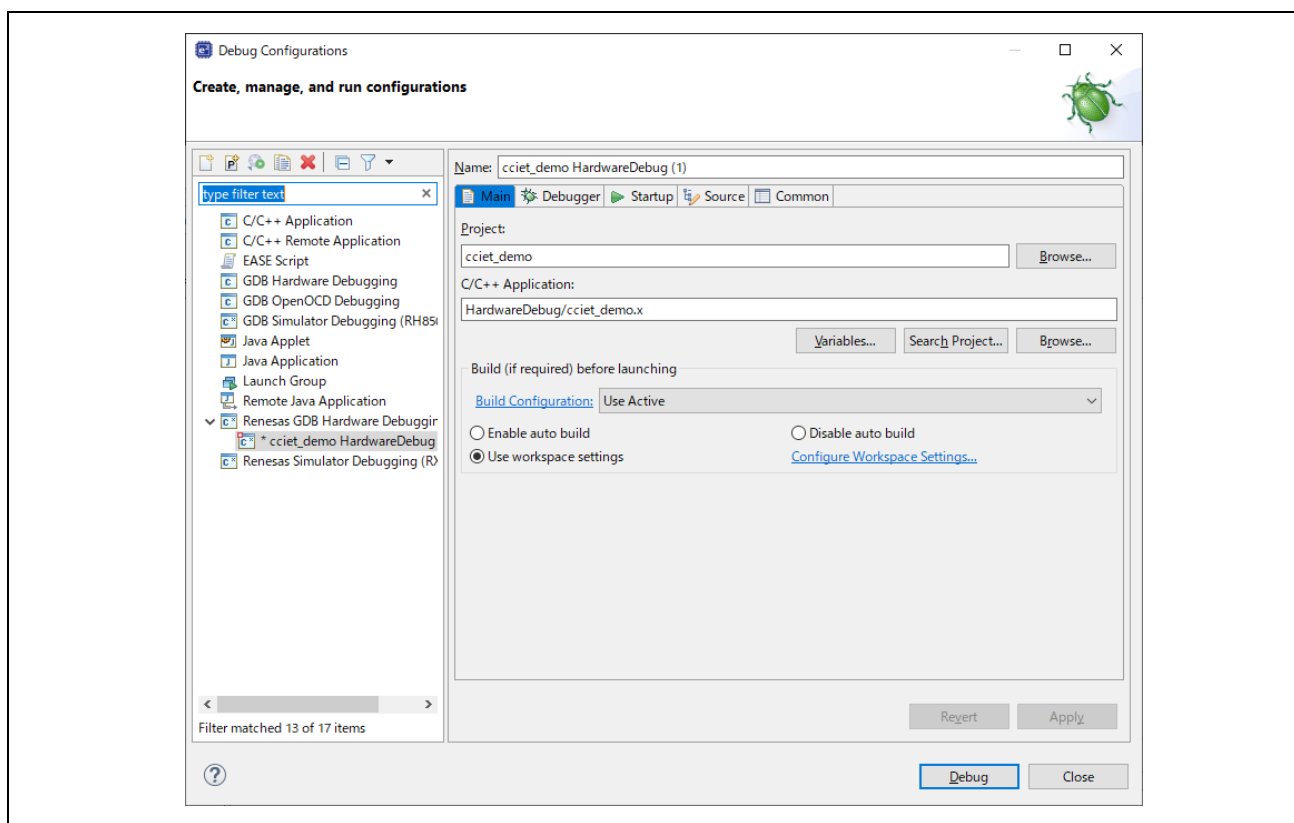 Debug Configurations
Create, manage, and run configurations
type filter text
C/C++ Application
C/C++ Remote Application
EASE Script
GDB Hardware Debugging
GDB OpenOCD Debugging
GDB Simulator Debugging (RH850
Java Applet
Java Application
Launch Group
Remote Java Application
Renesas GDB Hardware Debuggin
* cciet_demo HardwareDebug
Renesas Simulator Debugging (RX
Filter matched 13 of 17 items
Name: cciet_demo HardwareDebug (1)
Main Debugger Startup Source Common
Project:
cciet_demo Browse...
C/C++ Application:
HardwareDebug/cciet_demo.x
Variables... Search Project... Browse...
Build (if required) before launching
Build Configuration: Use Active
Enable auto build Disable auto build
Use workspace settings Configure Workspace Settings...
Revert Apply
Debug Close